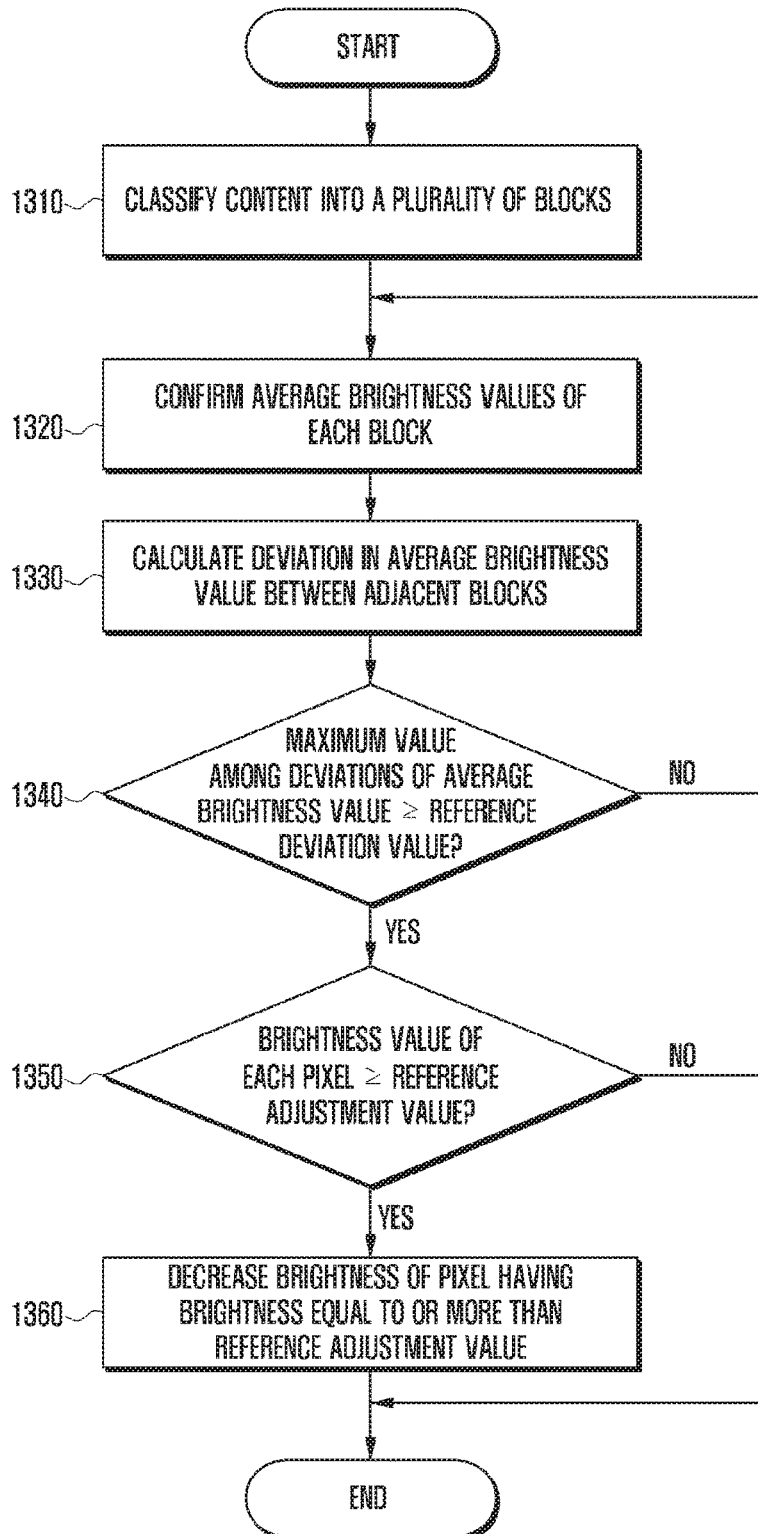 START
1310
CLASSIFY CONTENT INTO A PLURALITY OF BLOCKS
1320
CONFIRM AVERAGE BRIGHTNESS VALUES OF
EACH BLOCK
1330
CALCULATE DEVIATION IN AVERAGE BRIGHTNESS
VALUE BETWEEN ADJACENT BLOCKS
1340
MAXIMUM VALUE
AMONG DEVIATIONS OF AVERAGE
BRIGHTNESS VALUE ≥ REFERENCE
DEVIATION VALUE?
NO
YES
1350
BRIGHTNESS VALUE OF
EACH PIXEL ≥ REFERENCE
ADJUSTMENT VALUE?
NO
YES
1360
DECREASE BRIGHTNESS OF PIXEL HAVING
BRIGHTNESS EQUAL TO OR MORE THAN
REFERENCE ADJUSTMENT VALUE
END